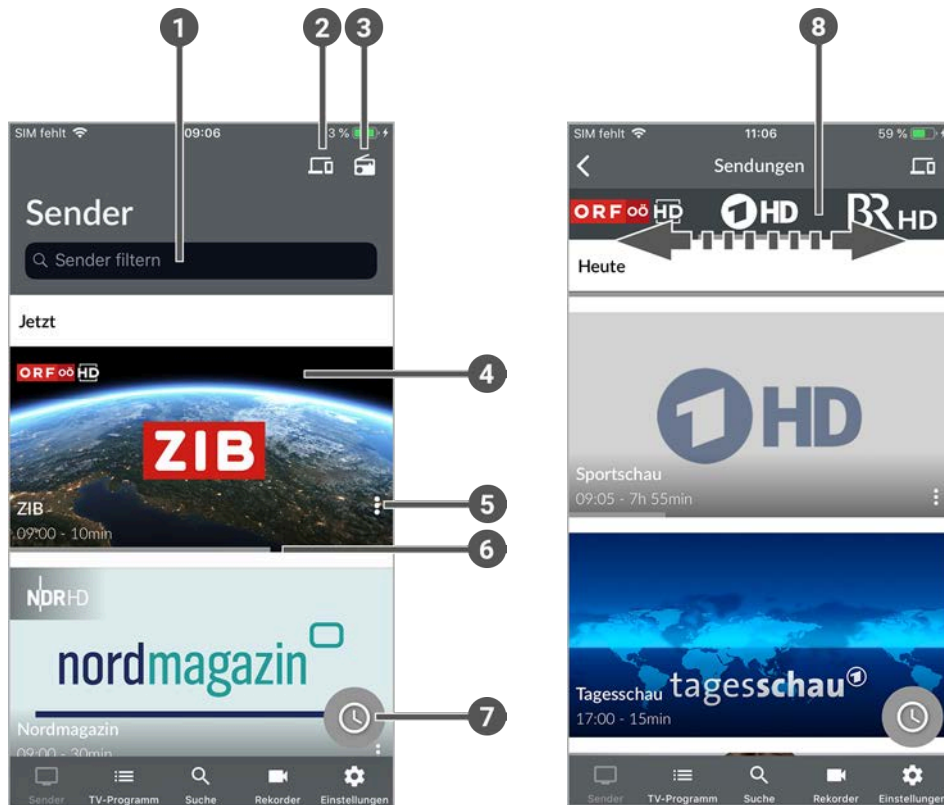 1 2 3
SIM fehlt 09:06 3 %
Sender
Sender filtern
Jetzt
ORF oö HD
ZIB
4
ZIB
09:00 - 10min
5
6
NDR HD
nordmagazin
Nordmagazin
09:00 - 30min
7
Sender TV-Programm Suche Rekorder Einstellungen
8
SIM fehlt 11:06 59 %
Sendungen
ORF oö HD 1 HD BR HD
Heute
1 HD
Sportschau
09:05 - 7h 55min
tagesschau
Tagesschau
17:00 - 15min
Sender TV-Programm Suche Rekorder Einstellungen